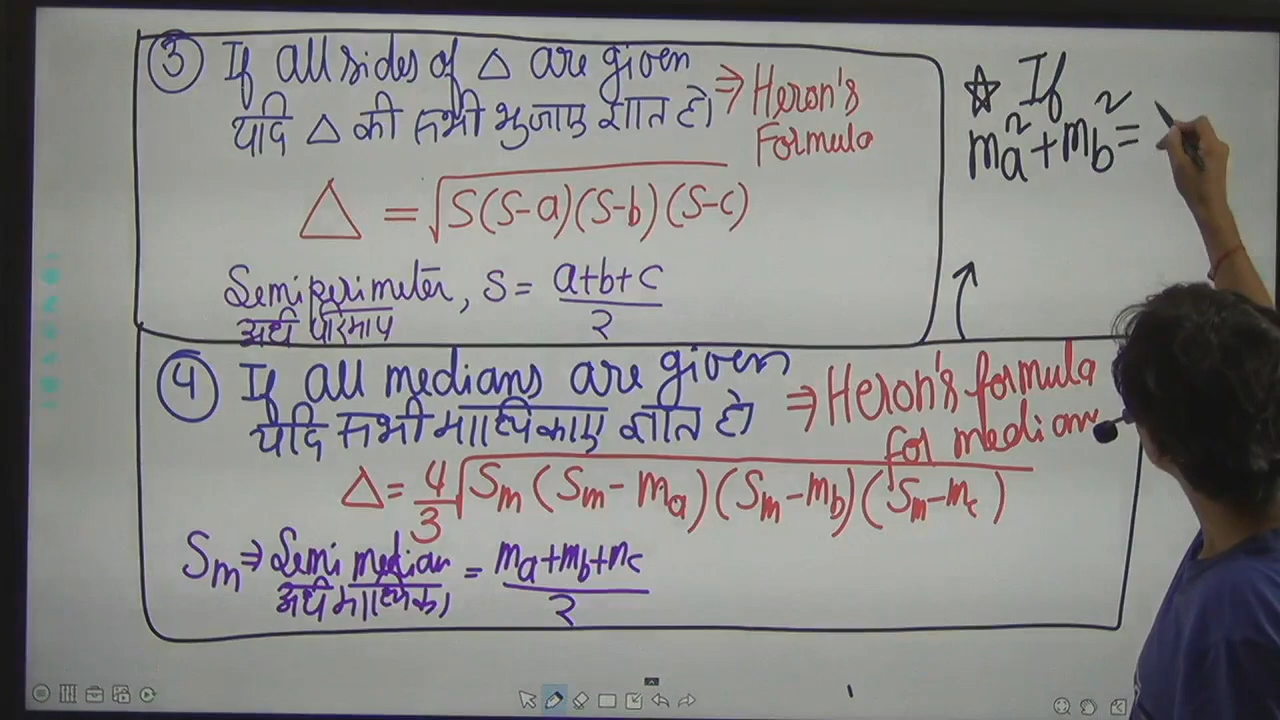 ③ If all sides of △ are given
यदि △ की सभी भुजाए ज्ञात हो
⇒ Heron's
Formula
△ = √S(S-a)(S-b)(S-c)
Semi perimeter, S = a+b+c / 2
अर्ध परिमाप
④ If all medians are given
यदि सभी माध्यिकाए ज्ञात हो
⇒ Heron's formula
for median
△ = 4/3 √Sm (Sm - ma) (Sm - mb) (Sm - mc)
Sm ⇒ Semi median = ma+mb+mc / 2
अर्ध माध्यिका
☆ If
ma² + mb² =